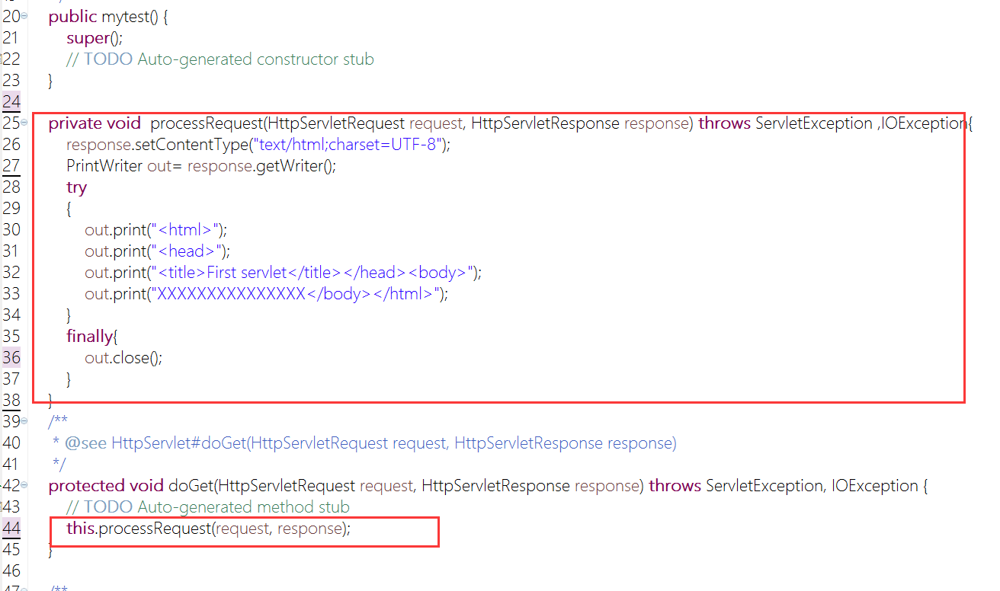 20 public mytest() {
21 super();
22 // TODO Auto-generated constructor stub
23 }
24
25 private void processRequest(HttpServletRequest request, HttpServletResponse response) throws ServletException ,IOException{
26 response.setContentType("text/html;charset=UTF-8");
27 PrintWriter out= response.getWriter();
28 try
29 {
30 out.print("<html>");
31 out.print("<head>");
32 out.print("<title>First servlet</title></head><body>");
33 out.print("XXXXXXXXXXXXXXX</body></html>");
34 }
35 finally{
36 out.close();
37 }
38 }
39 /**
40 * @see HttpServlet#doGet(HttpServletRequest request, HttpServletResponse response)
41 */
42 protected void doGet(HttpServletRequest request, HttpServletResponse response) throws ServletException, IOException {
43 // TODO Auto-generated method stub
44 this.processRequest(request, response);
45 }
46
47 /**